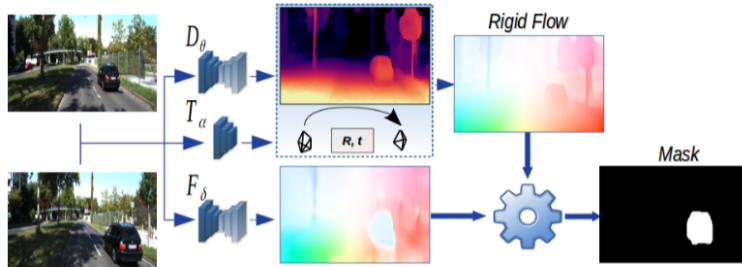 Rigid Flow
D_θ
T_α
R, t
F_δ
Mask